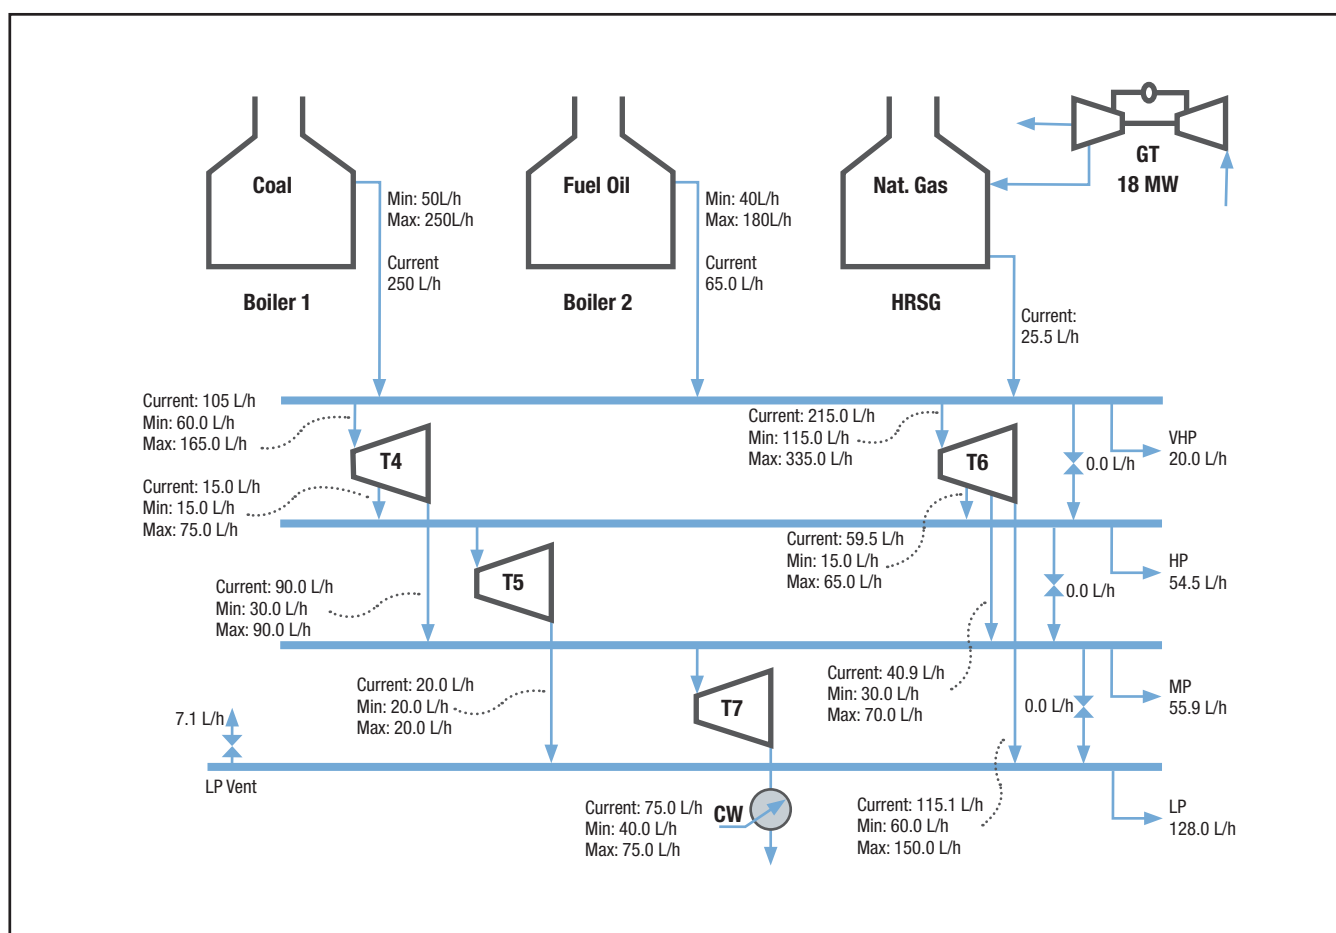 Coal
Min: 50L/h
Max: 250L/h
Current
250 L/h
Boiler 1
Fuel Oil
Min: 40L/h
Max: 180L/h
Current
65.0 L/h
Boiler 2
Nat. Gas
HRSG
GT
18 MW
Current:
25.5 L/h
Current: 105 L/h
Min: 60.0 L/h
Max: 165.0 L/h
T4
Current: 215.0 L/h
Min: 115.0 L/h
Max: 335.0 L/h
T6
0.0 L/h
VHP
20.0 L/h
Current: 15.0 L/h
Min: 15.0 L/h
Max: 75.0 L/h
Current: 59.5 L/h
Min: 15.0 L/h
Max: 65.0 L/h
0.0 L/h
HP
54.5 L/h
T5
Current: 90.0 L/h
Min: 30.0 L/h
Max: 90.0 L/h
Current: 20.0 L/h
Min: 20.0 L/h
Max: 20.0 L/h
T7
Current: 40.9 L/h
Min: 30.0 L/h
Max: 70.0 L/h
0.0 L/h
MP
55.9 L/h
7.1 L/h
LP Vent
Current: 75.0 L/h
Min: 40.0 L/h
Max: 75.0 L/h
CW
Current: 115.1 L/h
Min: 60.0 L/h
Max: 150.0 L/h
LP
128.0 L/h